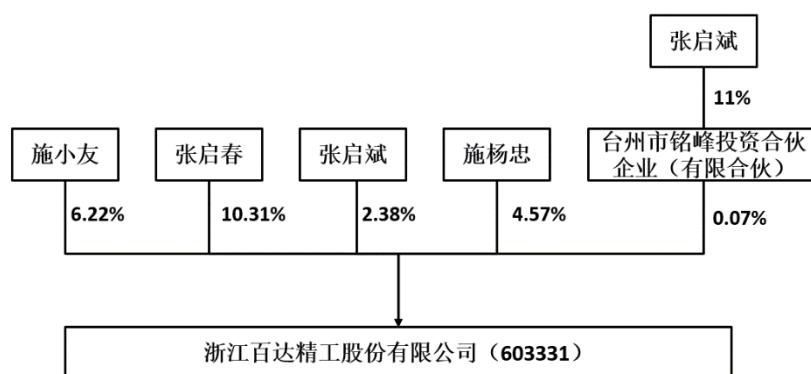 张启斌
11%
施小友
张启春
张启斌
施杨忠
台州市铭峰投资合伙
企业（有限合伙）
6.22%
10.31%
2.38%
4.57%
0.07%
浙江百达精工股份有限公司（603331）